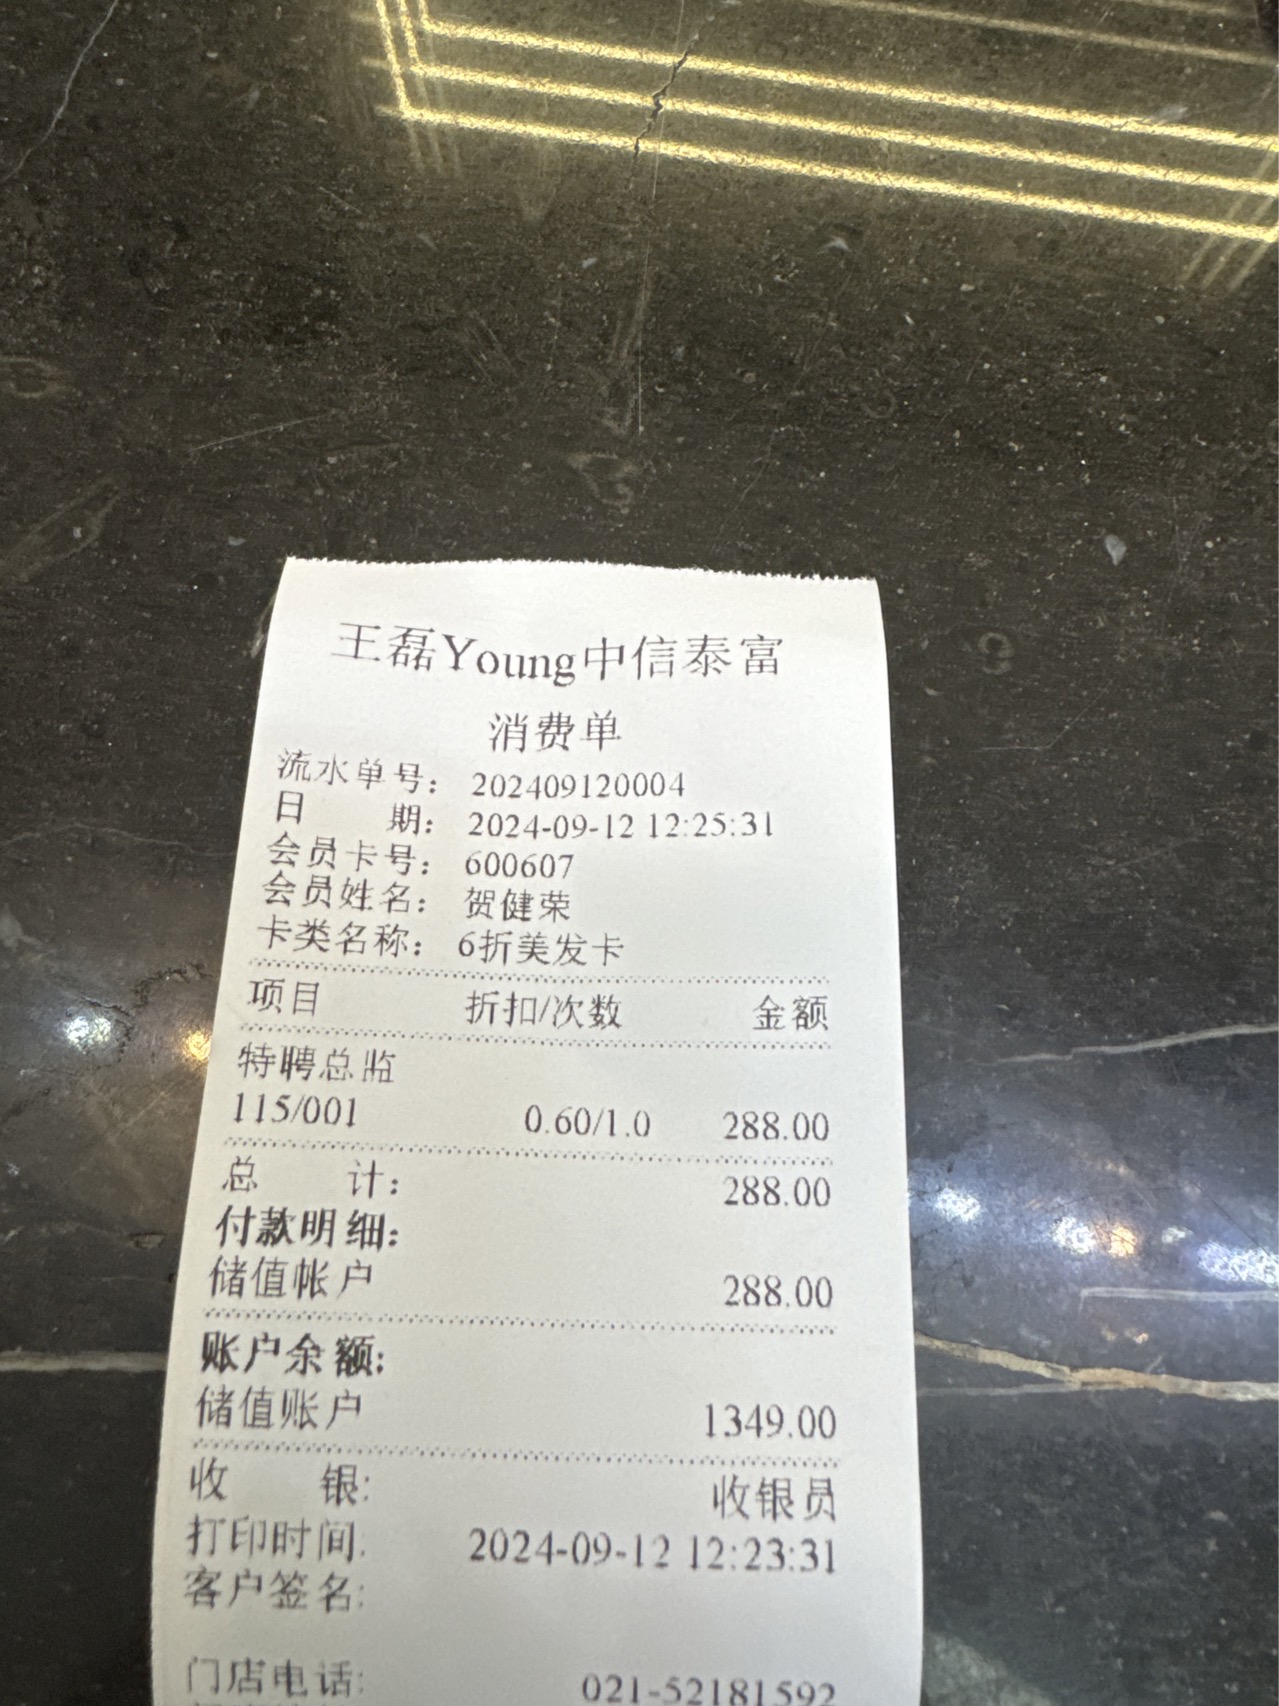 王磊Young中信泰富
消费单
流水单号： 202409120004
日 期： 2024-09-12 12:25:31
会员卡号： 600607
会员姓名： 贺健荣
卡类名称： 6折美发卡
项目 折扣/次数 金额
特聘总监
115/001 0.60/1.0 288.00
总 计： 288.00
付款明细：
储值帐户 288.00
账户余额：
储值账户 1349.00
收 银： 收银员
打印时间： 2024-09-12 12:23:31
客户签名：
门店电话： 021-52181592